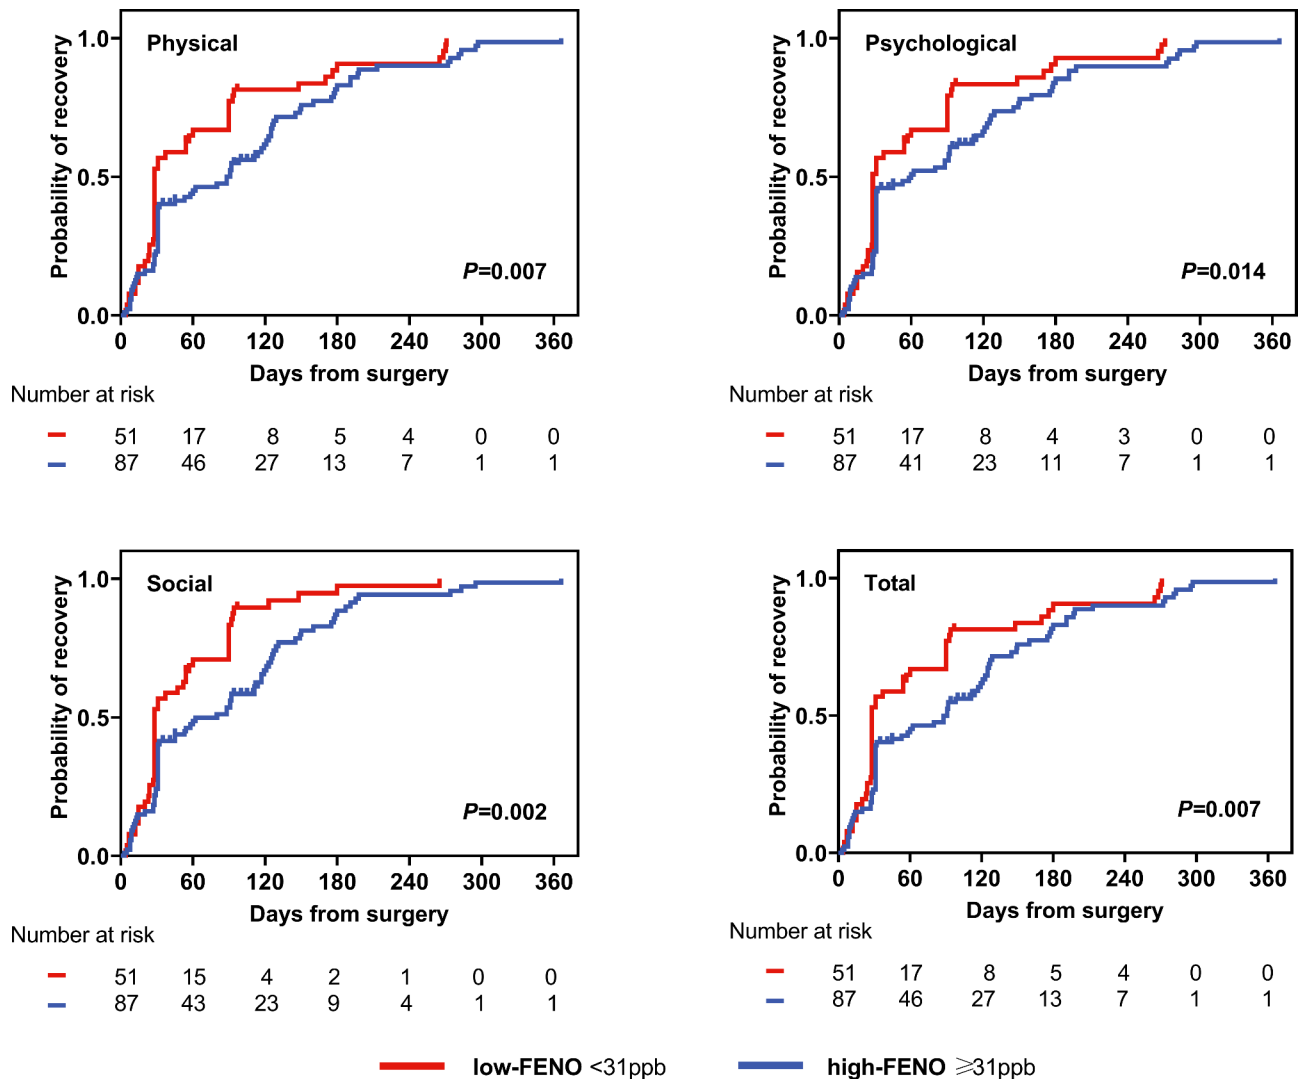 Physical
Probability of recovery
1.0
0.5
0.0
P=0.007
0 60 120 180 240 300 360
Days from surgery
Number at risk
51 17 8 5 4 0 0
87 46 27 13 7 1 1
Psychological
Probability of recovery
1.0
0.5
0.0
P=0.014
0 60 120 180 240 300 360
Days from surgery
Number at risk
51 17 8 4 3 0 0
87 41 23 11 7 1 1
Social
Probability of recovery
1.0
0.5
0.0
P=0.002
0 60 120 180 240 300 360
Days from surgery
Number at risk
51 15 4 2 1 0 0
87 43 23 9 4 1 1
Total
Probability of recovery
1.0
0.5
0.0
P=0.007
0 60 120 180 240 300 360
Days from surgery
Number at risk
51 17 8 5 4 0 0
87 46 27 13 7 1 1
low-FENO <31ppb
high-FENO ⩾31ppb